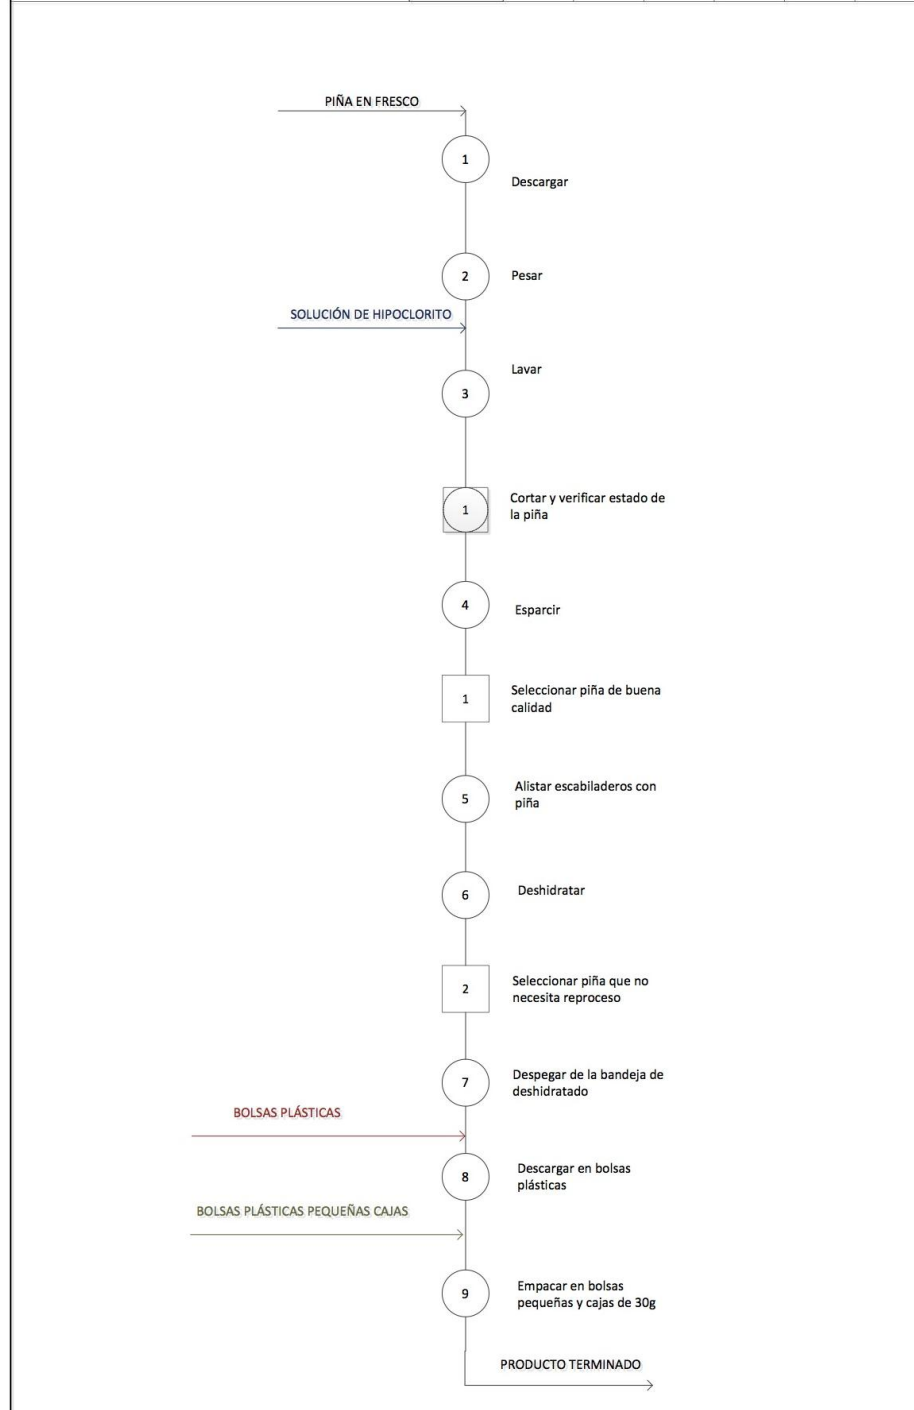 PIÑA EN FRESCO
1
Descargar
2
Pesar
SOLUCIÓN DE HIPOCLORITO
Lavar
3
1
Cortar y verificar estado de
la piña
4
Esparcir
1
Seleccionar piña de buena
calidad
5
Alistar escabiladeros con
piña
6
Deshidratar
2
Seleccionar piña que no
necesita reproceso
7
Despegar de la bandeja de
deshidratado
BOLSAS PLÁSTICAS
8
Descargar en bolsas
plásticas
BOLSAS PLÁSTICAS PEQUEÑAS CAJAS
9
Empacar en bolsas
pequeñas y cajas de 30g
PRODUCTO TERMINADO